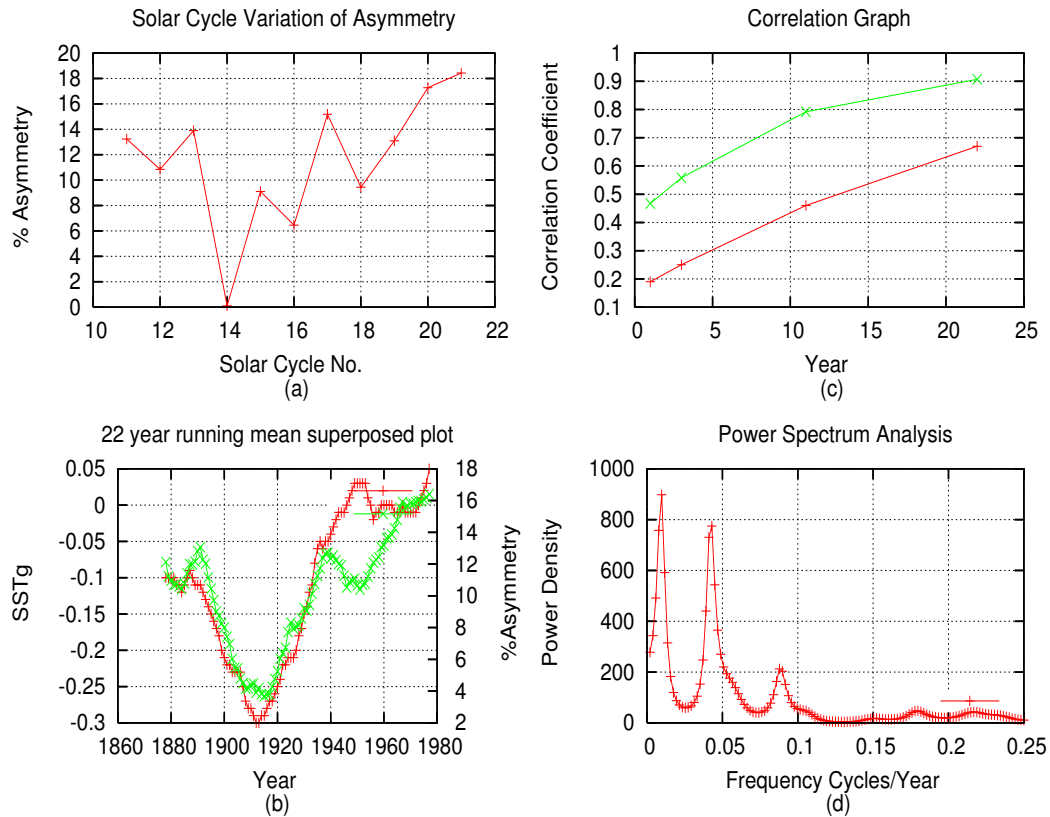 Solar Cycle Variation of Asymmetry
% Asymmetry
20
18
16
14
12
10
8
6
4
2
0
10 12 14 16 18 20 22
Solar Cycle No.
(a)
Correlation Graph
Correlation Coefficient
1
0.9
0.8
0.7
0.6
0.5
0.4
0.3
0.2
0.1
0 5 10 15 20 25
Year
(c)
22 year running mean superposed plot
SSTg
0.05
0
-0.05
-0.1
-0.15
-0.2
-0.25
-0.3
18
16
14
12
10
8
6
4
2
%Asymmetry
1860 1880 1900 1920 1940 1960 1980
Year
(b)
Power Spectrum Analysis
Power Density
1000
800
600
400
200
0
0 0.05 0.1 0.15 0.2 0.25
Frequency Cycles/Year
(d)